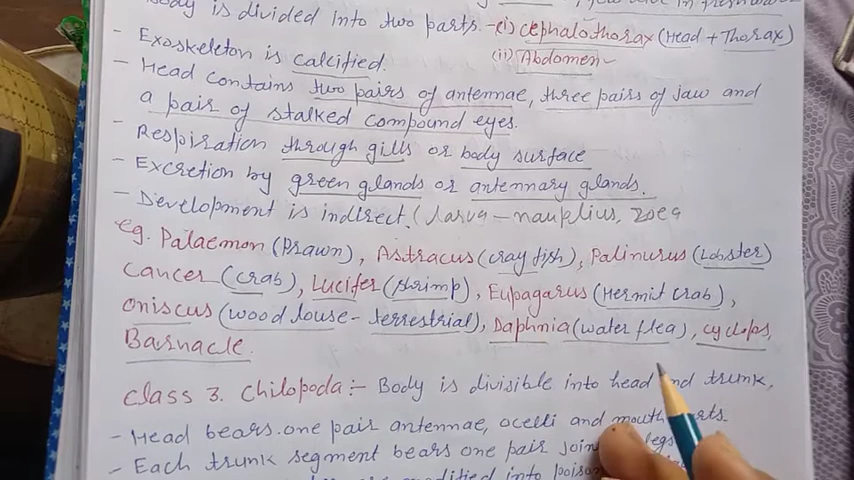 Body is divided into two parts - (i) Cephalothorax (Head + Thorax)
(ii) Abdomen
- Exoskeleton is calcified.
- Head contains two pairs of antennae, three pairs of jaw and
a pair of stalked compound eyes.
- Respiration through gills or body surface
- Excretion by green glands or antennary glands.
- Development is indirect. (larva - nauplius, zoea
eg. Palaemon (Prawn), Astracus (cray fish), Palinurus (Lobster)
Cancer (crab), Lucifer (shrimp), Eupagarus (Hermit crab),
Oniscus (wood louse - terrestrial), Daphnia (water flea), cyclops,
Barnacle.
Class 3. Chilopoda :- Body is divisible into head and trunk,
- Head bears one pair antennae, ocelli and mouth
- Each trunk segment bears one pair legs
modified into